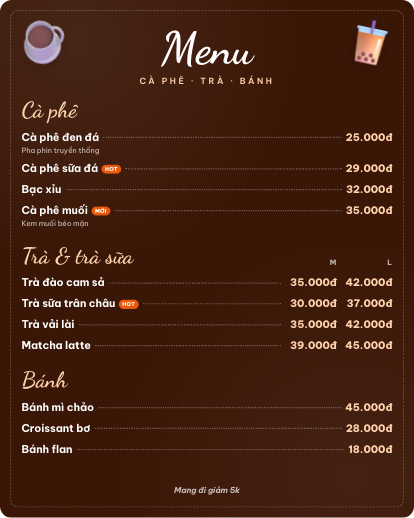 Menu
CÀ PHÊ · TRÀ · BÁNH
Cà phê
Cà phê đen đá 25.000đ
Pha phin truyền thống
Cà phê sữa đá HOT 29.000đ
Bạc xỉu 32.000đ
Cà phê muối MỚI 35.000đ
Kem muối béo mặn
Trà & trà sữa M L
Trà đào cam sả 35.000đ 42.000đ
Trà sữa trân châu HOT 30.000đ 37.000đ
Trà vải lài 35.000đ 42.000đ
Matcha latte 39.000đ 45.000đ
Bánh
Bánh mì chảo 45.000đ
Croissant bơ 28.000đ
Bánh flan 18.000đ
Mang đi giảm 5k